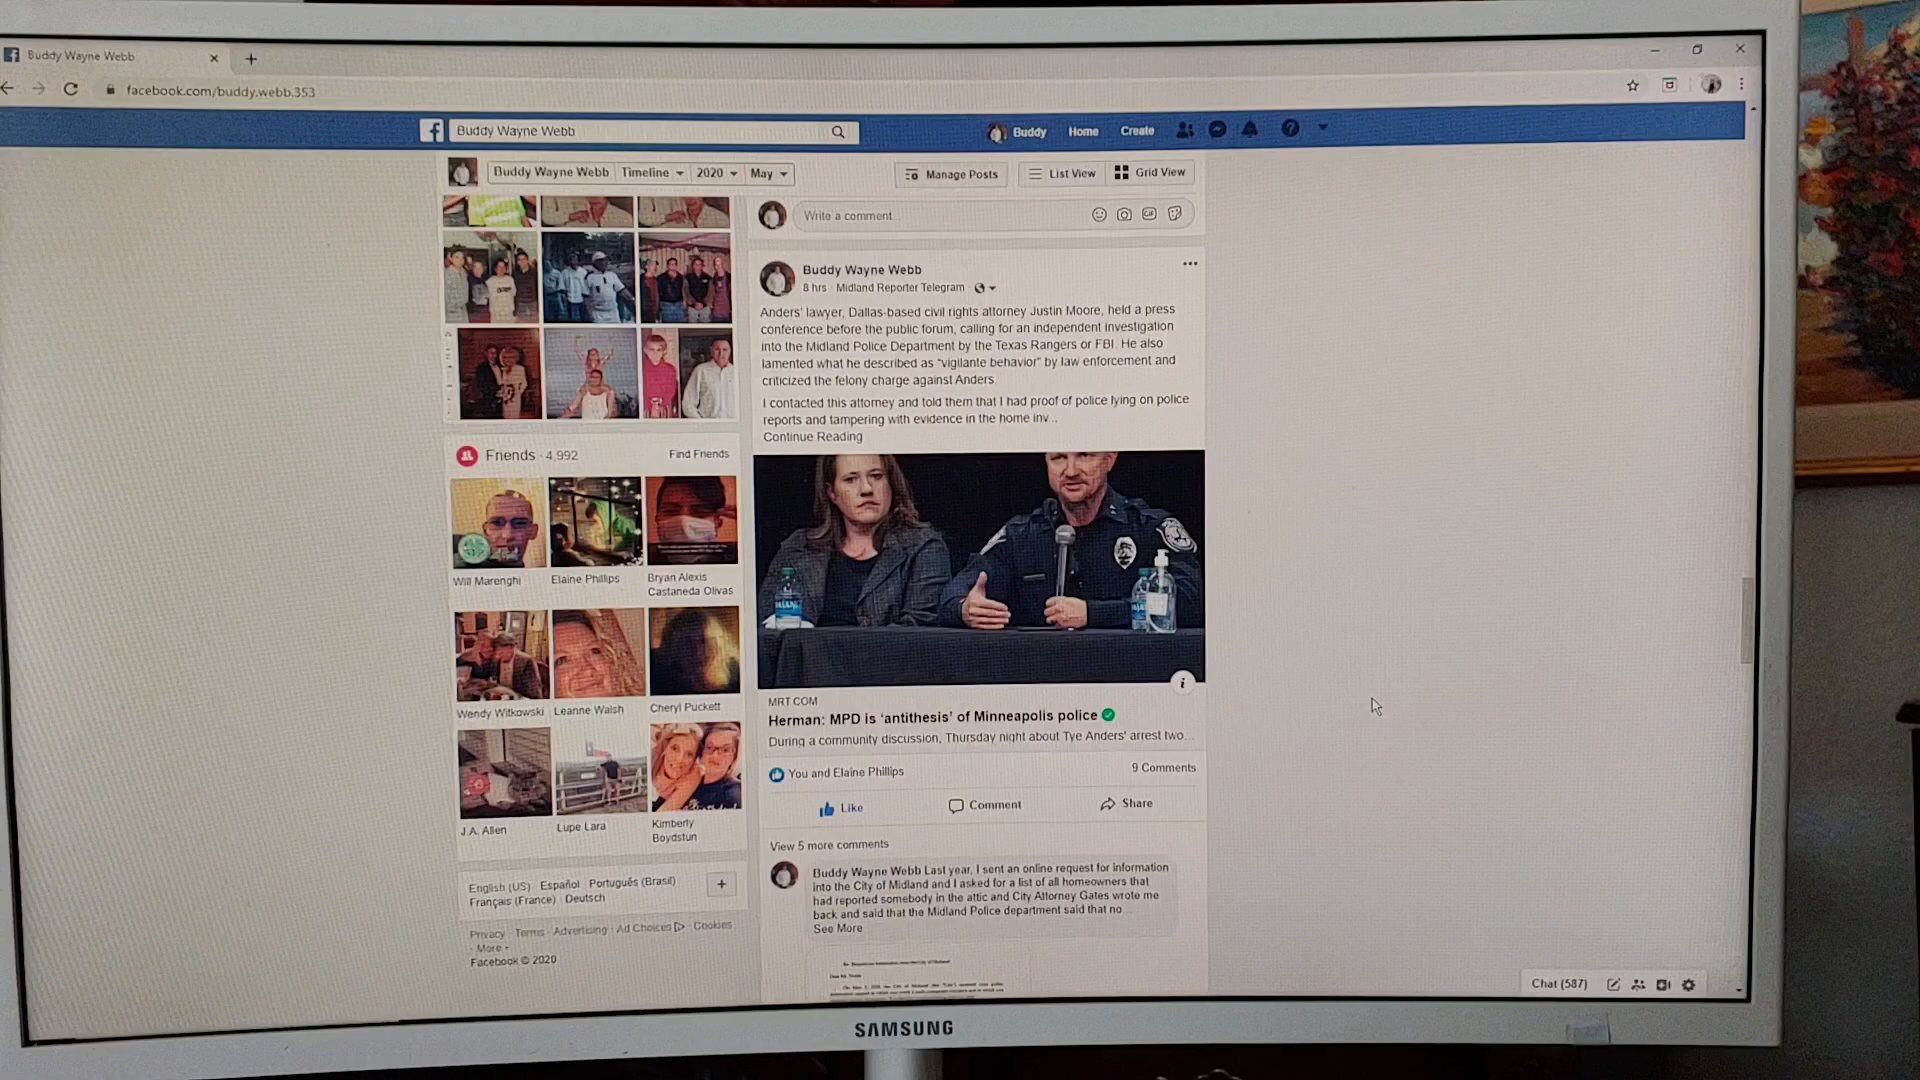 Buddy Wayne Webb
facebook.com/buddy.webb.353
Buddy Wayne Webb
Buddy Home Create
Buddy Wayne Webb Timeline 2020 May
Manage Posts List View Grid View
Write a comment...
Buddy Wayne Webb
8 hrs · Midland Reporter Telegram ·
Anders' lawyer, Dallas-based civil rights attorney Justin Moore, held a press
conference before the public forum, calling for an independent investigation
into the Midland Police Department by the Texas Rangers or FBI. He also
lamented what he described as "vigilante behavior" by law enforcement and
criticized the felony charge against Anders.
I contacted this attorney and told them that I had proof of police lying on police
reports and tampering with evidence in the home inv...
Continue Reading
MRT.COM
Herman: MPD is 'antithesis' of Minneapolis police
During a community discussion, Thursday night about Tye Anders' arrest two...
You and Elaine Phillips 9 Comments
Like Comment Share
View 5 more comments
Buddy Wayne Webb Last year, I sent an online request for information
into the City of Midland and I asked for a list of all homeowners that
had reported somebody in the attic and City Attorney Gates wrote me
back and said that the Midland Police department said that no...
See More
Friends · 4,992 Find Friends
Will Marenghi Elaine Phillips Bryan Alexis
Castaneda Olivas
Wendy Witkowski Leanne Walsh Cheryl Puckett
J.A. Allen Lupe Lara Kimberly
Boydstun
English (US) · Español · Português (Brasil) ·
Français (France) · Deutsch
Privacy · Terms · Advertising · Ad Choices · Cookies
· More
Facebook © 2020
Chat (587)
SAMSUNG